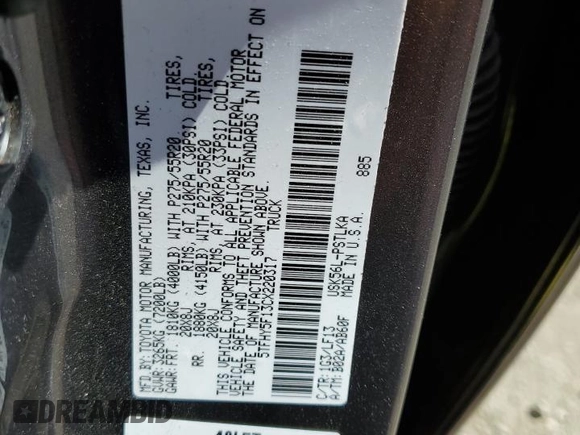 MFD.BY:TOYOTA MOTOR MANUFACTURING, TEXAS, INC.
GVWR:3265KG (7200LB)
GAWR:FRT. 1810KG (4000LB) WITH P275/55R20 TIRES,
20X8J RIMS, AT 210KPA (30PSI) COLD.
RR. 1880KG (4150LB) WITH P275/55R20 TIRES,
20X8J RIMS, AT 230KPA (33PSI) COLD.
THIS VEHICLE CONFORMS TO ALL APPLICABLE FEDERAL MOTOR
VEHICLE SAFETY AND THEFT PREVENTION STANDARDS IN EFFECT ON
THE DATE OF MANUFACTURE SHOWN ABOVE.
5TFHY5F13CX220317 TRUCK
C/TR:1G3/LF13
A/TR:B02A/AB60F
USK56L-PSTLKA
MADE IN U.S.A.
885
DREAMBID